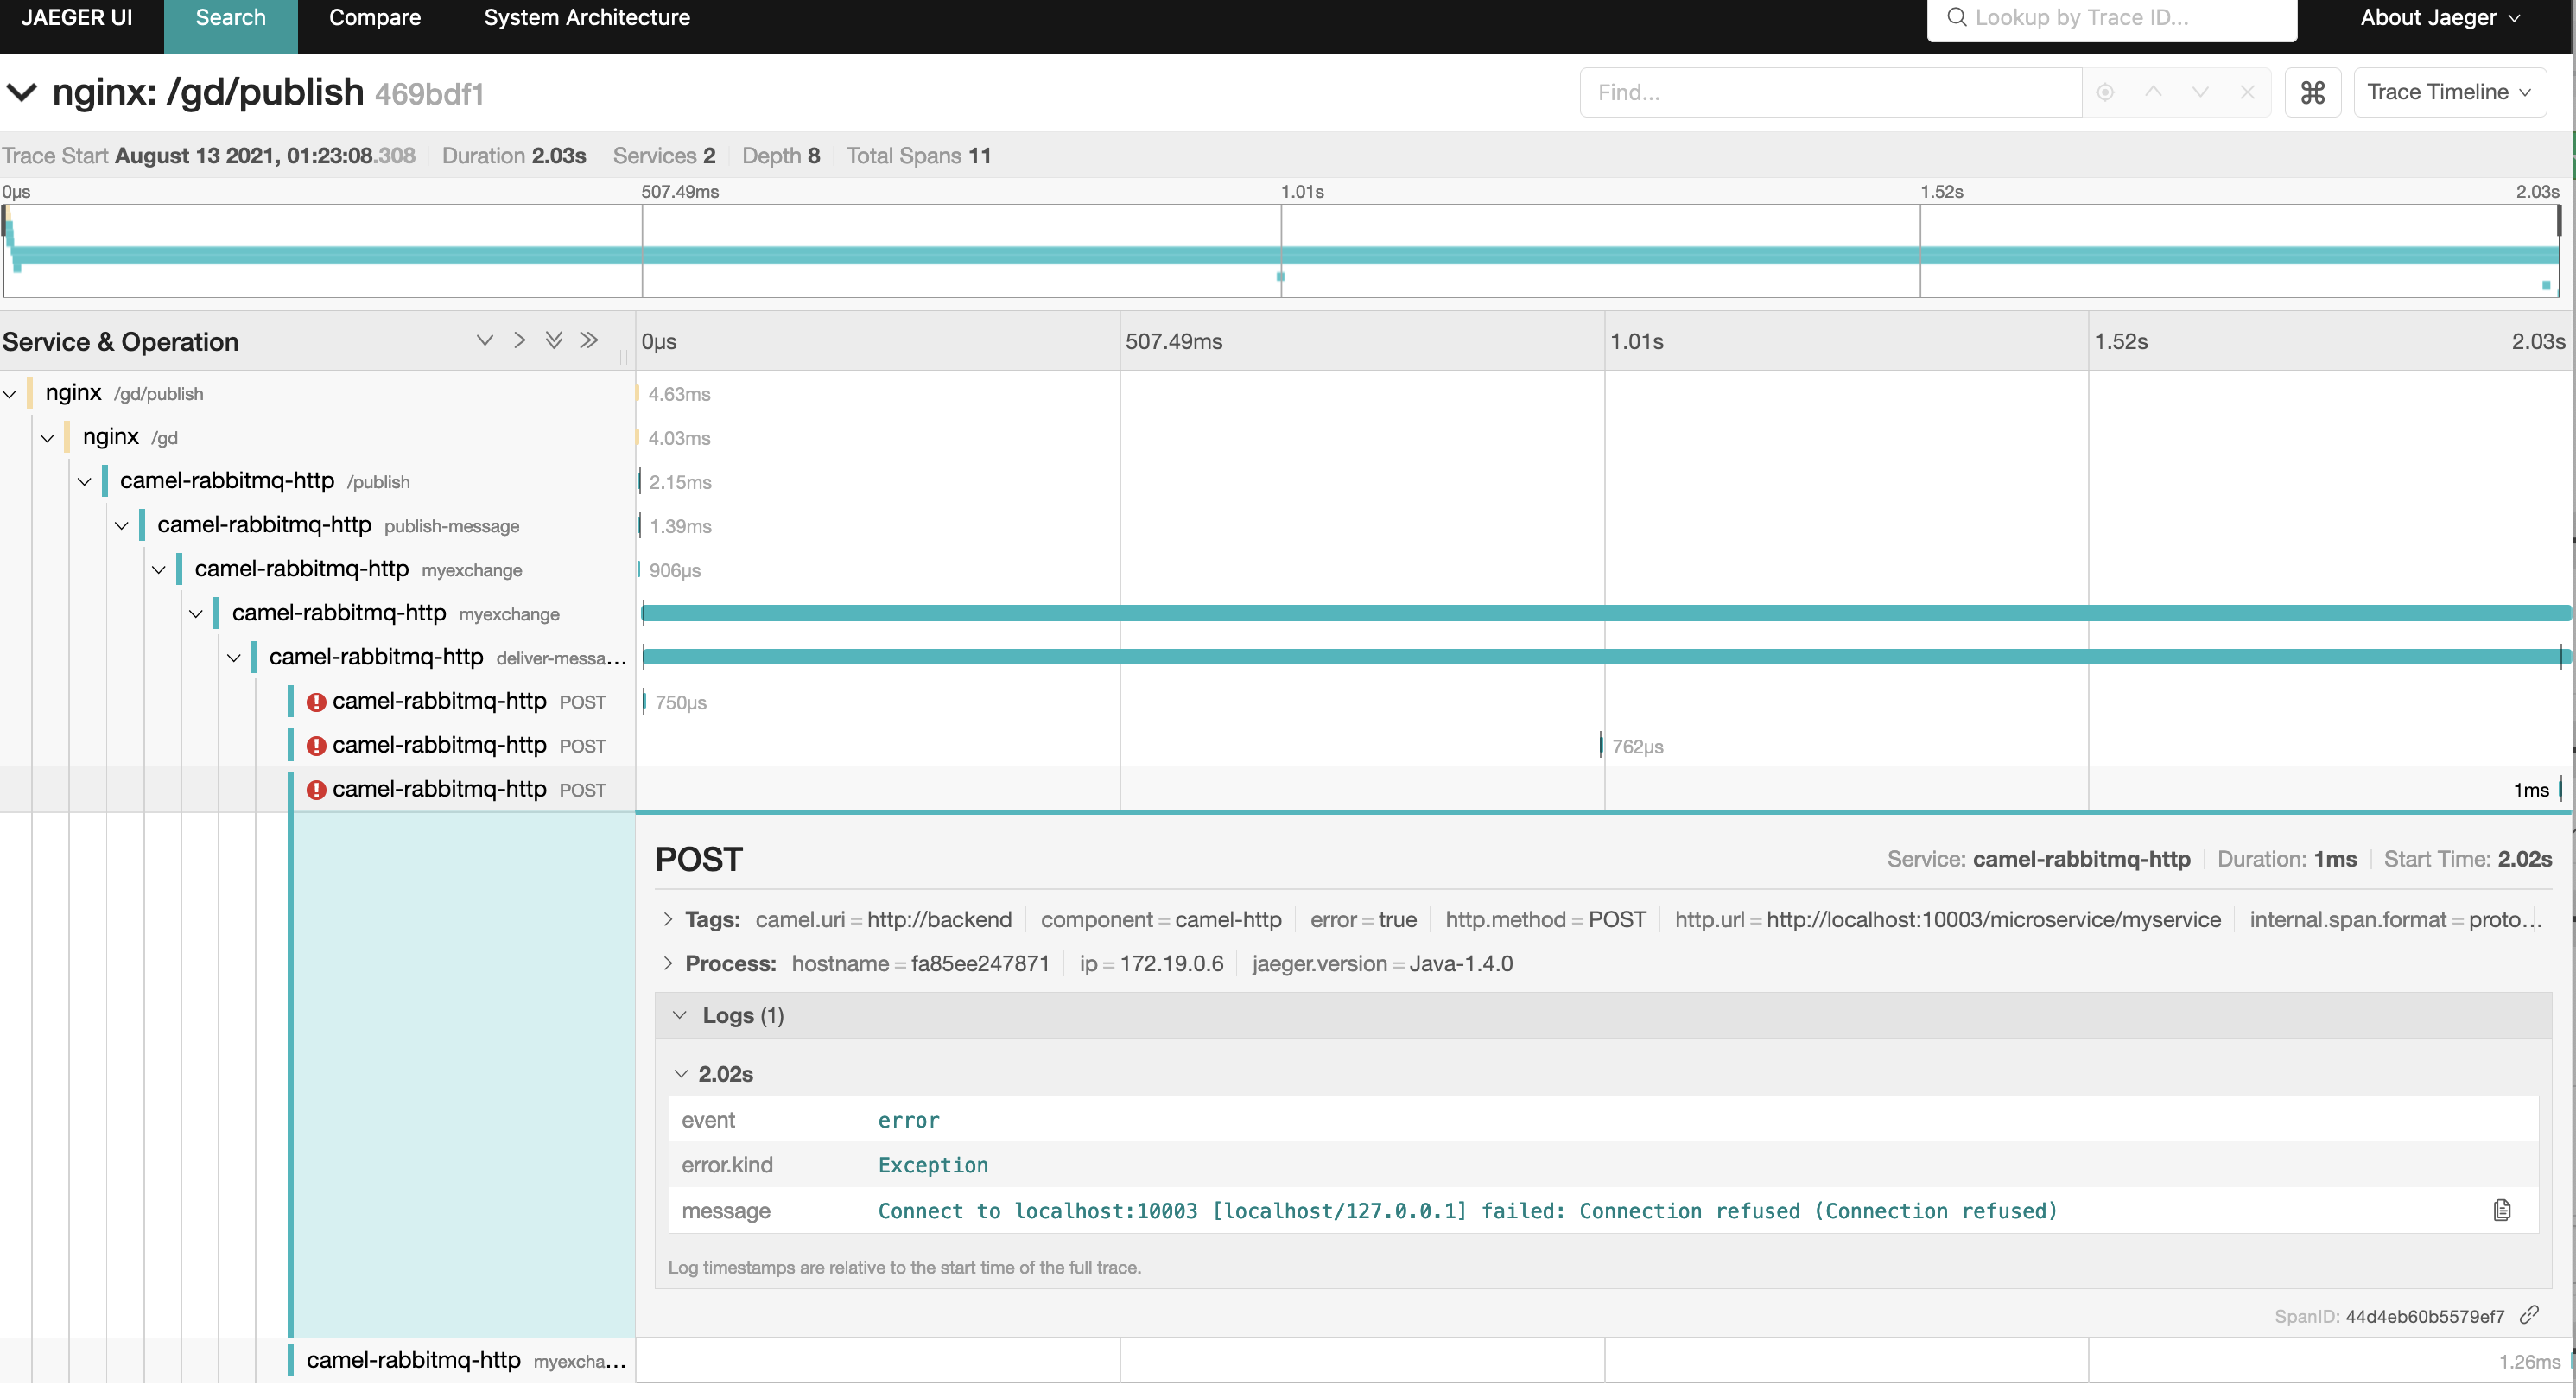 JAEGER UI Search Compare System Architecture Lookup by Trace ID... About Jaeger
nginx: /gd/publish 469bdf1 Find... ⌘ Trace Timeline
Trace Start August 13 2021, 01:23:08.308 Duration 2.03s Services 2 Depth 8 Total Spans 11
0μs 507.49ms 1.01s 1.52s 2.03s
Service & Operation 0μs 507.49ms 1.01s 1.52s 2.03s
nginx /gd/publish 4.63ms
nginx /gd 4.03ms
camel-rabbitmq-http /publish 2.15ms
camel-rabbitmq-http publish-message 1.39ms
camel-rabbitmq-http myexchange 906μs
camel-rabbitmq-http myexchange
camel-rabbitmq-http deliver-messa...
camel-rabbitmq-http POST 750μs
camel-rabbitmq-http POST 762μs
camel-rabbitmq-http POST 1ms
POST Service: camel-rabbitmq-http Duration: 1ms Start Time: 2.02s
Tags: camel.uri = http://backend component = camel-http error = true http.method = POST http.url = http://localhost:10003/microservice/myservice internal.span.format = proto...
Process: hostname = fa85ee247871 ip = 172.19.0.6 jaeger.version = Java-1.4.0
Logs (1)
2.02s
event error
error.kind Exception
message Connect to localhost:10003 [localhost/127.0.0.1] failed: Connection refused (Connection refused)
Log timestamps are relative to the start time of the full trace.
SpanID: 44d4eb60b5579ef7
camel-rabbitmq-http myexcha... 1.26ms